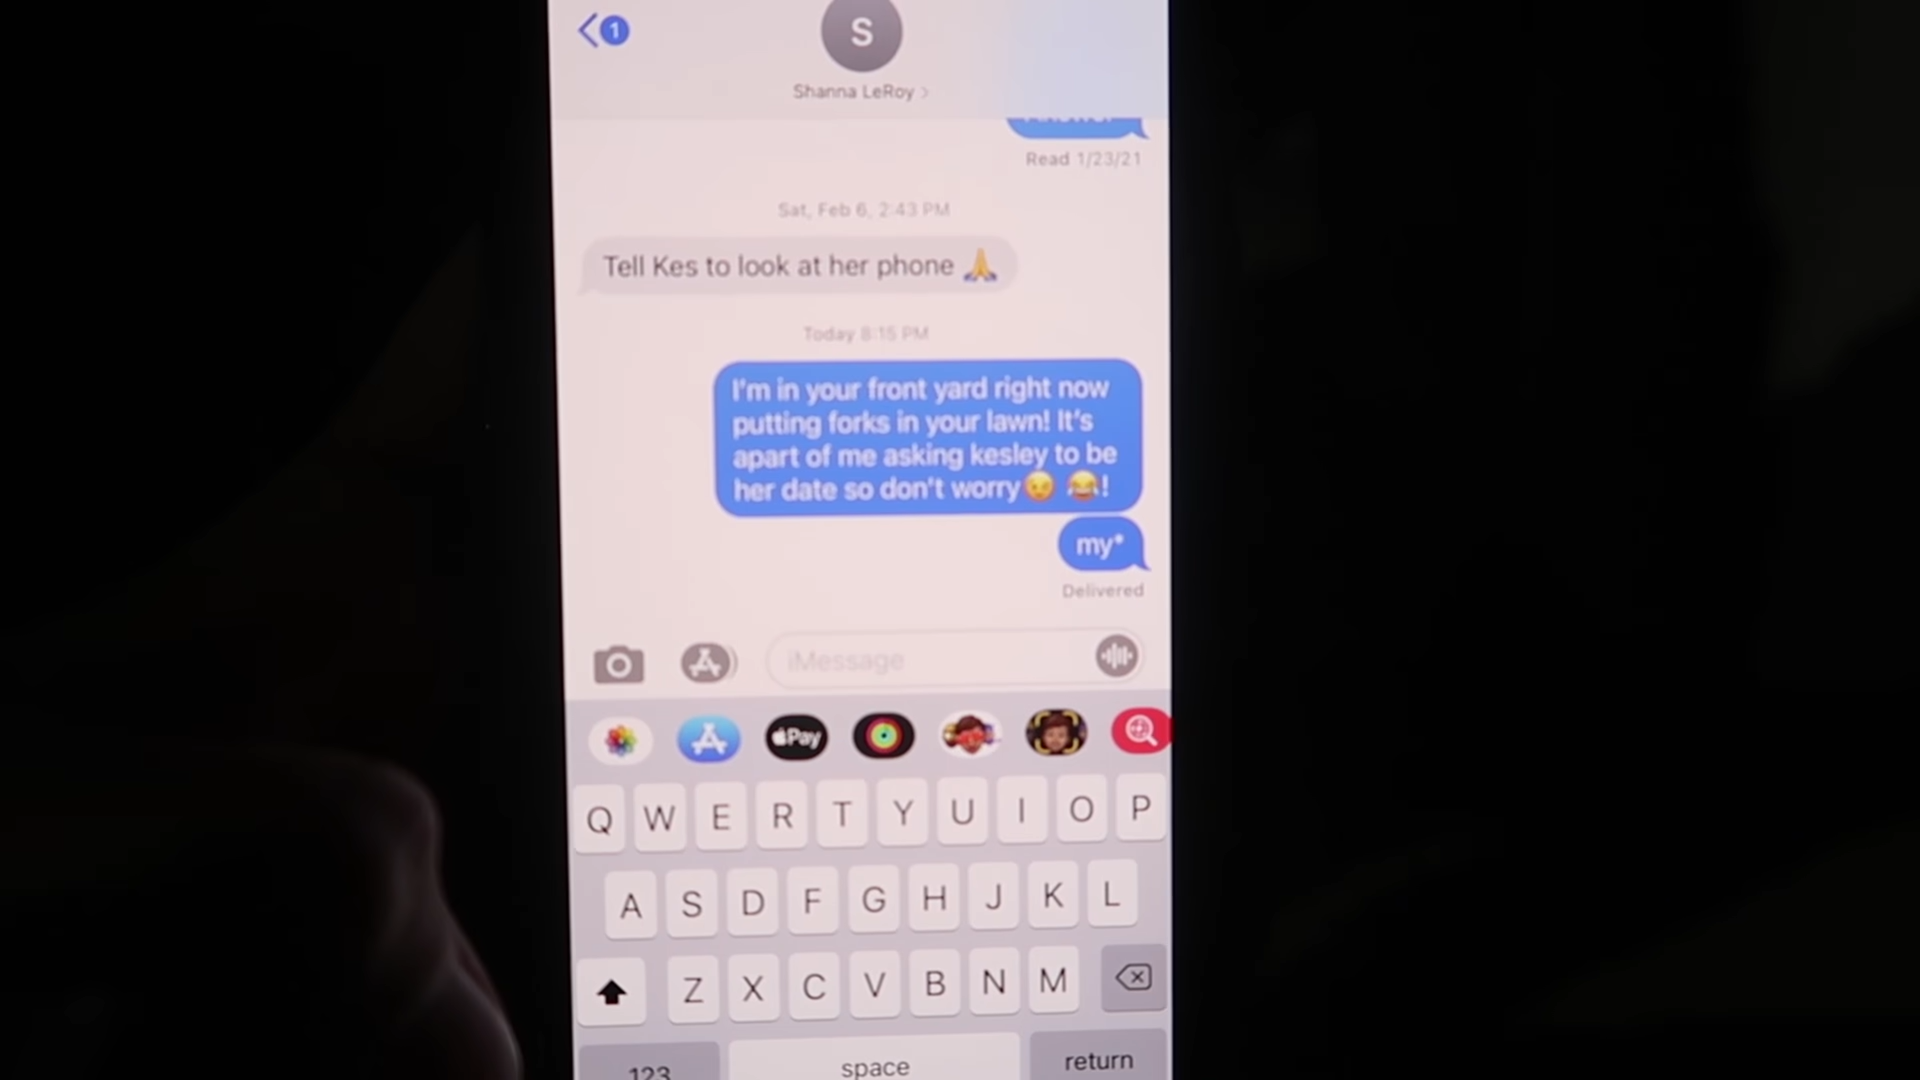 1
S
Shanna LeRoy >
Read 1/23/21
Sat, Feb 6, 2:43 PM
Tell Kes to look at her phone 🙏
Today 8:15 PM
I'm in your front yard right now
putting forks in your lawn! It's
apart of me asking kesley to be
her date so don't worry😉 😂!
my*
Delivered
iMessage
Pay
Q W E R T Y U I O P
A S D F G H J K L
Z X C V B N M
123 space return